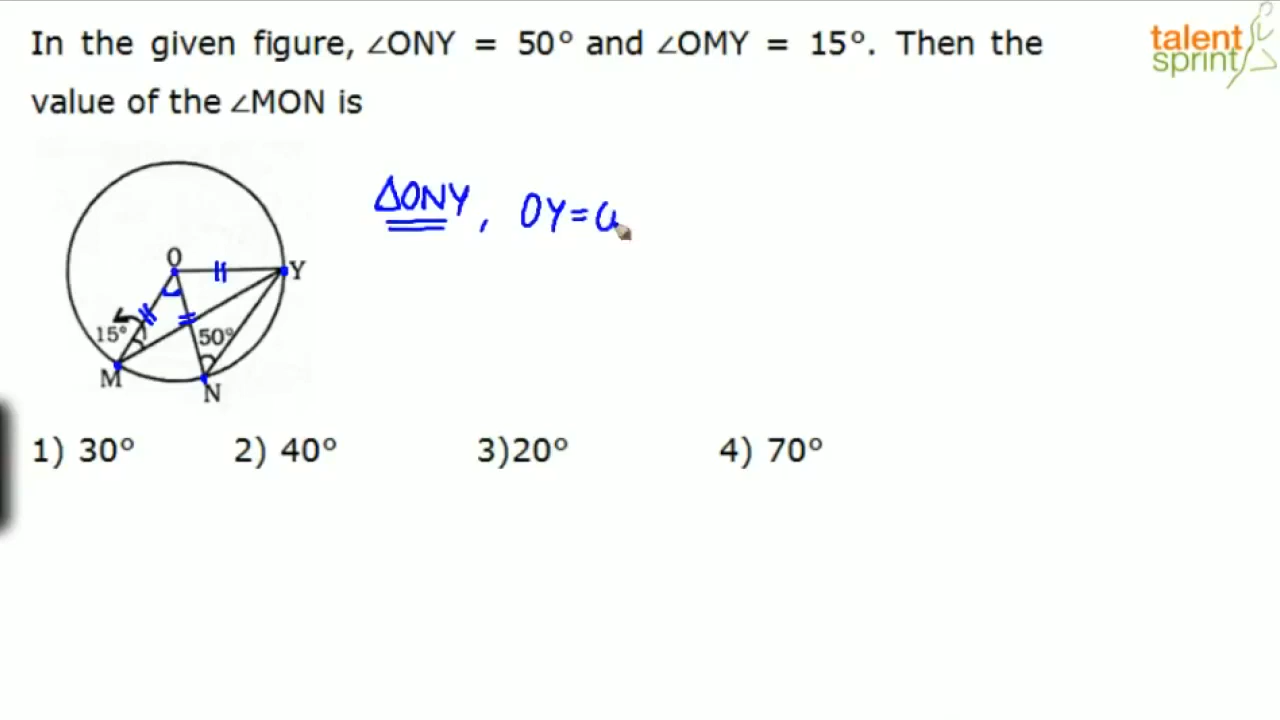 In the given figure, ∠ONY = 50° and ∠OMY = 15°. Then the
value of the ∠MON is
talent
sprint
ΔONY, OY=
O
Y
15°
50°
M
N
1) 30° 2) 40° 3)20° 4) 70°